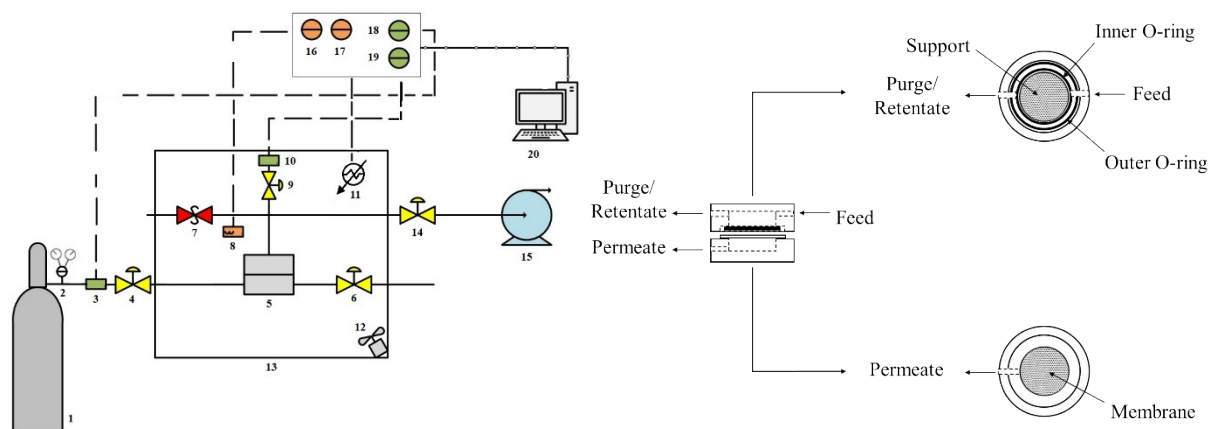 16
17
18
19
20
10
9
11
7
8
14
15
2
3
4
5
6
12
13
1
Support
Inner O-ring
Purge/
Retentate
Feed
Outer O-ring
Purge/
Retentate
Feed
Permeate
Permeate
Membrane